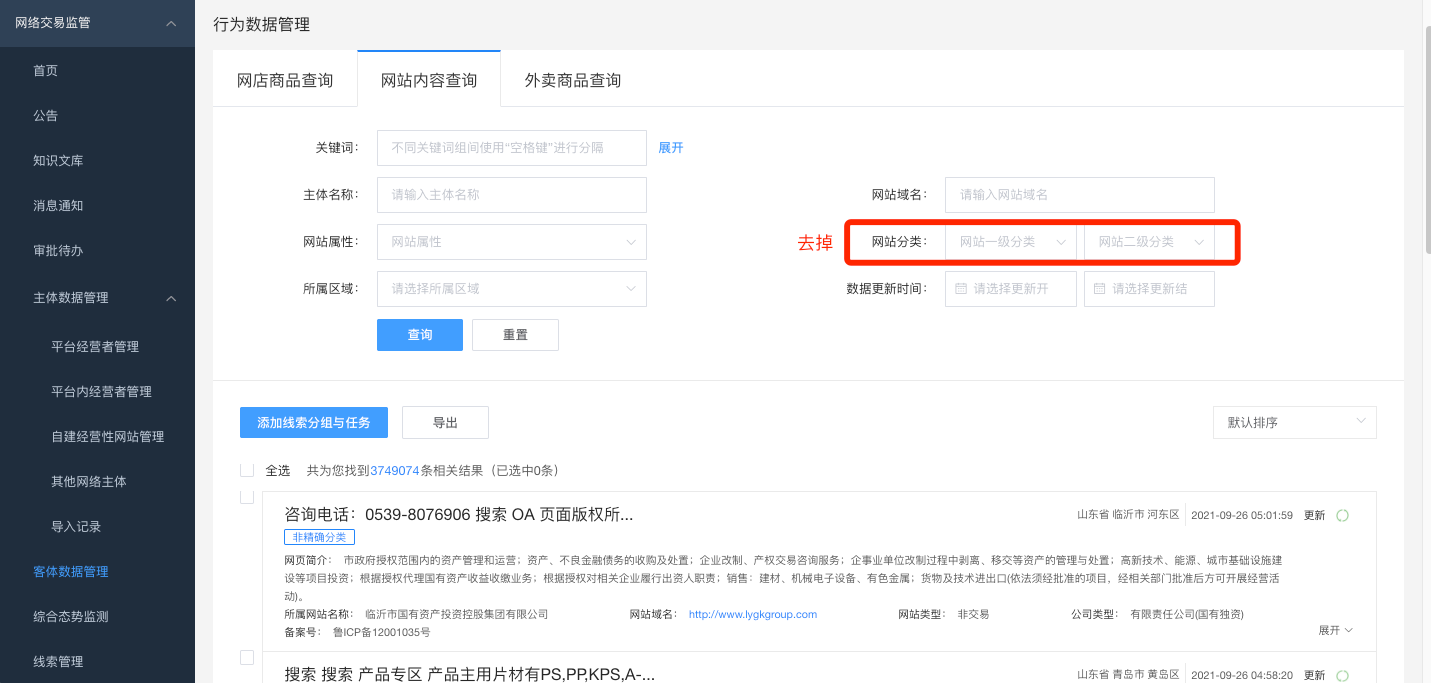 网络交易监管
首页
公告
知识文库
消息通知
审批待办
主体数据管理
平台经营者管理
平台内经营者管理
自建经营性网站管理
其他网络主体
导入记录
客体数据管理
综合态势监测
线索管理
行为数据管理
网店商品查询 网站内容查询 外卖商品查询
关键词： 不同关键词组间使用“空格键”进行分隔 展开
主体名称： 请输入主体名称 网站域名： 请输入网站域名
网站属性： 网站属性 去掉 网站分类： 网站一级分类 网站二级分类
所属区域： 请选择所属区域 数据更新时间： 请选择更新开 请选择更新结
查询 重置
添加线索分组与任务 导出 默认排序
全选 共为您找到3749074条相关结果（已选中0条）
咨询电话：0539-8076906 搜索 OA 页面版权所... 山东省 临沂市 河东区 2021-09-26 05:01:59 更新
非精确分类
网页简介： 市政府授权范围内的资产管理和运营；资产、不良金融债务的收购及处置；企业改制、产权交易咨询服务；企事业单位改制过程中剥离、移交等资产的管理与处置；高新技术、能源、城市基础设施建
设等项目投资；根据授权代理国有资产收益收缴业务；根据授权对相关企业履行出资人职责；销售：建材、机械电子设备、有色金属；货物及技术进出口(依法须经批准的项目，经相关部门批准后方可开展经营活
动)。
所属网站名称： 临沂市国有资产投资控股集团有限公司 网站域名： http://www.lygkgroup.com 网站类型： 非交易 公司类型： 有限责任公司(国有独资)
备案号： 鲁ICP备12001035号 展开
搜索 搜索 产品专区 产品主用片材有PS,PP,KPS,A-... 山东省 青岛市 黄岛区 2021-09-26 04:58:20 更新